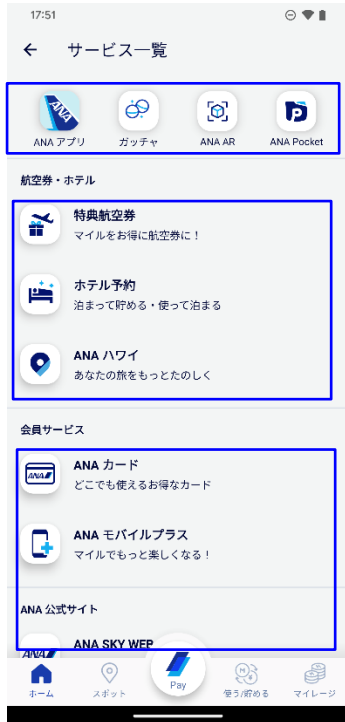 17:51
サービス一覧
ANA
ANA アプリ
ガッチャ
ANA AR
ANA Pocket
航空券・ホテル
特典航空券
マイルをお得に航空券に！
ホテル予約
泊まって貯める・使って泊まる
ANA ハワイ
あなたの旅をもっとたのしく
会員サービス
ANA
ANA カード
どこでも使えるお得なカード
ANA モバイルプラス
マイルでもっと楽しくなる！
ANA 公式サイト
ANA
ANA SKY WEB
ホーム
スポット
Pay
使う/貯める
マイレージ